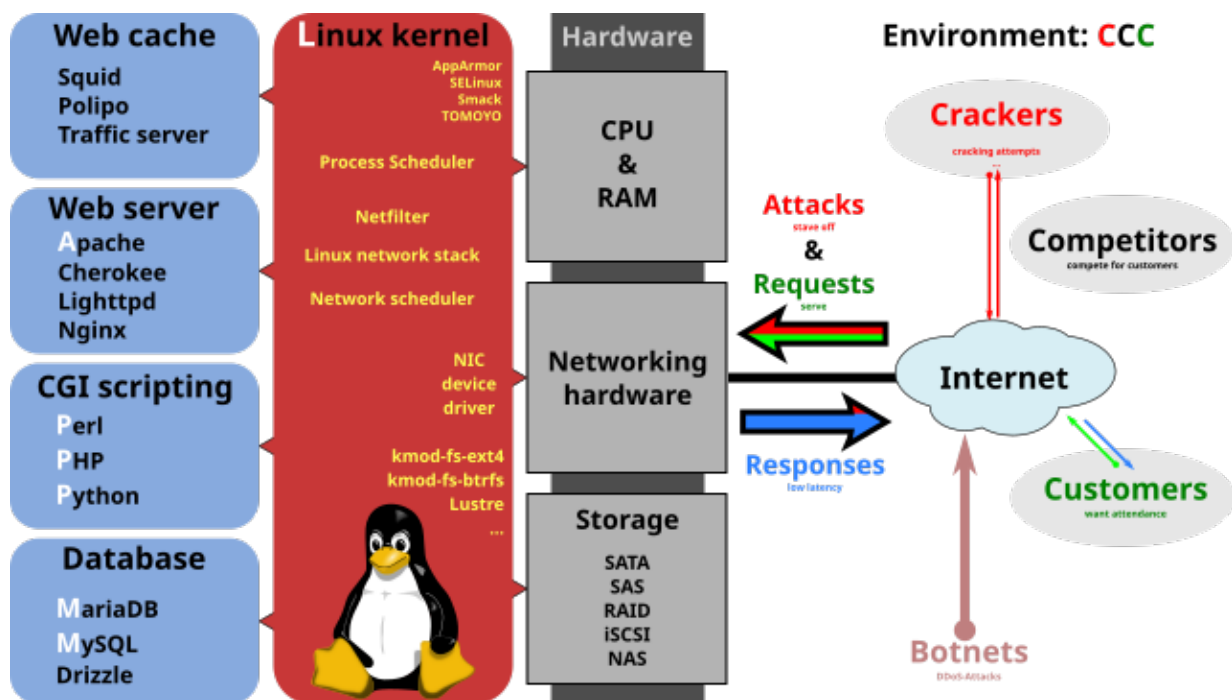 Web cache
Squid
Polipo
Traffic server
Web server
Apache
Cherokee
Lighttpd
Nginx
CGI scripting
Perl
PHP
Python
Database
MariaDB
MySQL
Drizzle
Linux kernel
AppArmor
SELinux
Smack
TOMOYO
Process Scheduler
Netfilter
Linux network stack
Network scheduler
NIC
device
driver
kmod-fs-ext4
kmod-fs-btrfs
Lustre
...
Hardware
CPU
&
RAM
Networking
hardware
Storage
SATA
SAS
RAID
iSCSI
NAS
Attacks
stave off
&
Requests
serve
Responses
low latency
Environment: CCC
Crackers
cracking attempts
...
Competitors
compete for customers
Internet
Customers
want attendance
Botnets
DDoS-Attacks